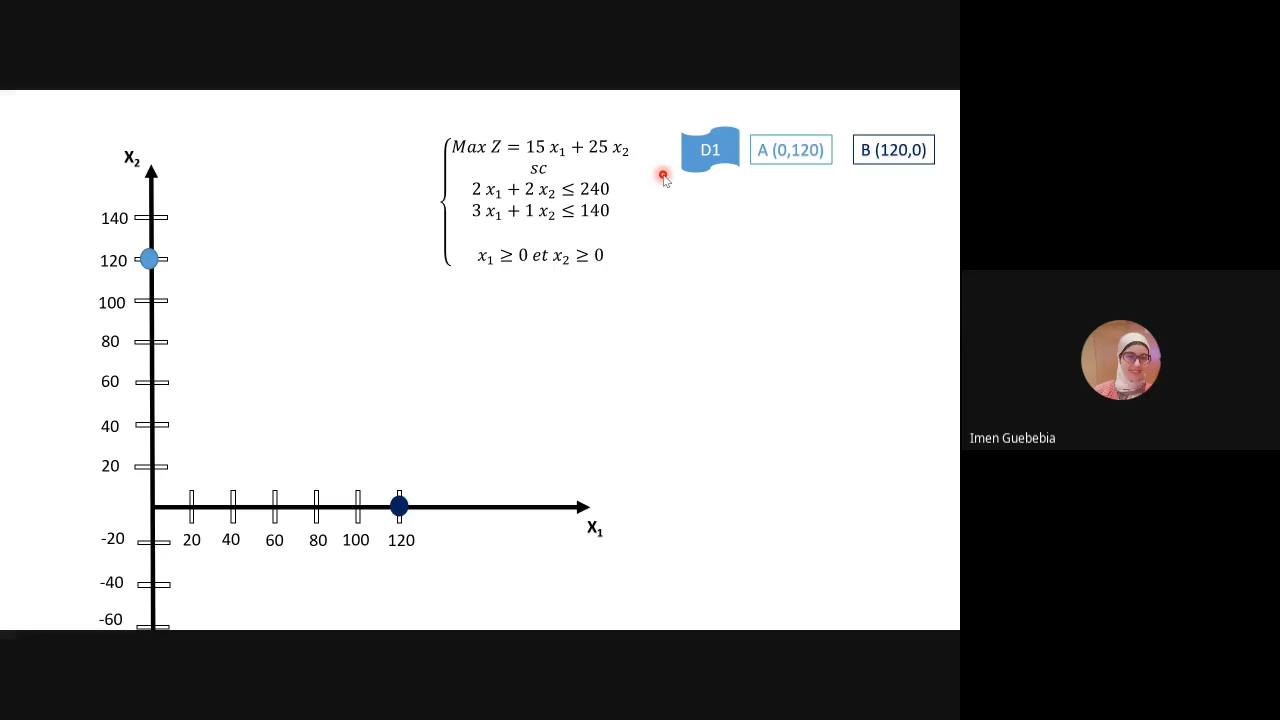 Max Z = 15 x₁ + 25 x₂
sc
2 x₁ + 2 x₂ ≤ 240
3 x₁ + 1 x₂ ≤ 140
x₁ ≥ 0 et x₂ ≥ 0
D1
A (0,120)
B (120,0)
X₂
140
120
100
80
60
40
20
-20
-40
-60
20 40 60 80 100 120
X₁
Imen Guebebia